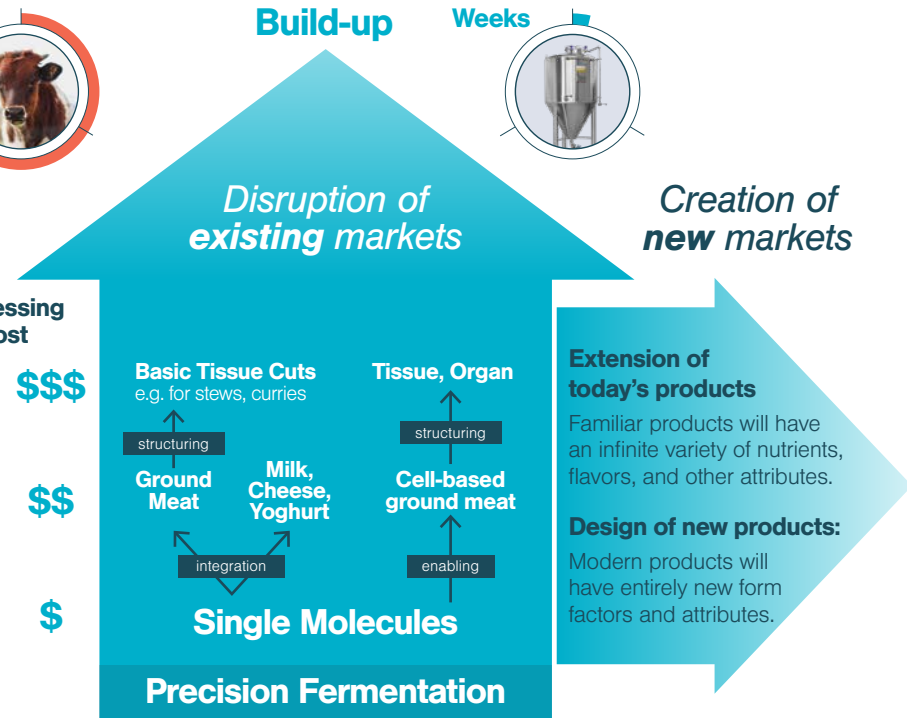 Build-up
Weeks
Disruption of
existing markets
Creation of
new markets
$$$
Basic Tissue Cuts
e.g. for stews, curries
Tissue, Organ
structuring
structuring
$$
Ground
Meat
Milk,
Cheese,
Yoghurt
Cell-based
ground meat
integration
enabling
$
Single Molecules
Precision Fermentation
Extension of
today's products
Familiar products will have
an infinite variety of nutrients,
flavors, and other attributes.
Design of new products:
Modern products will
have entirely new form
factors and attributes.